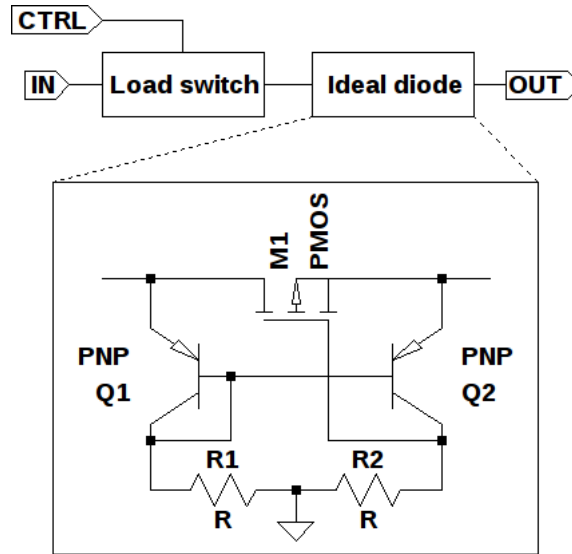 CTRL
IN
Load switch
Ideal diode
OUT
M1
PMOS
PNP
Q1
PNP
Q2
R1
R
R2
R